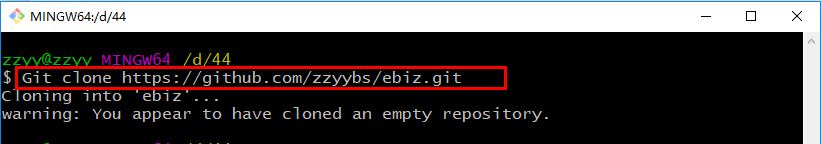 MINGW64:/d/44
zzyy@zzyy MINGW64 /d/44
$ Git clone https://github.com/zzyybs/ebiz.git
Cloning into 'ebiz'...
warning: You appear to have cloned an empty repository.